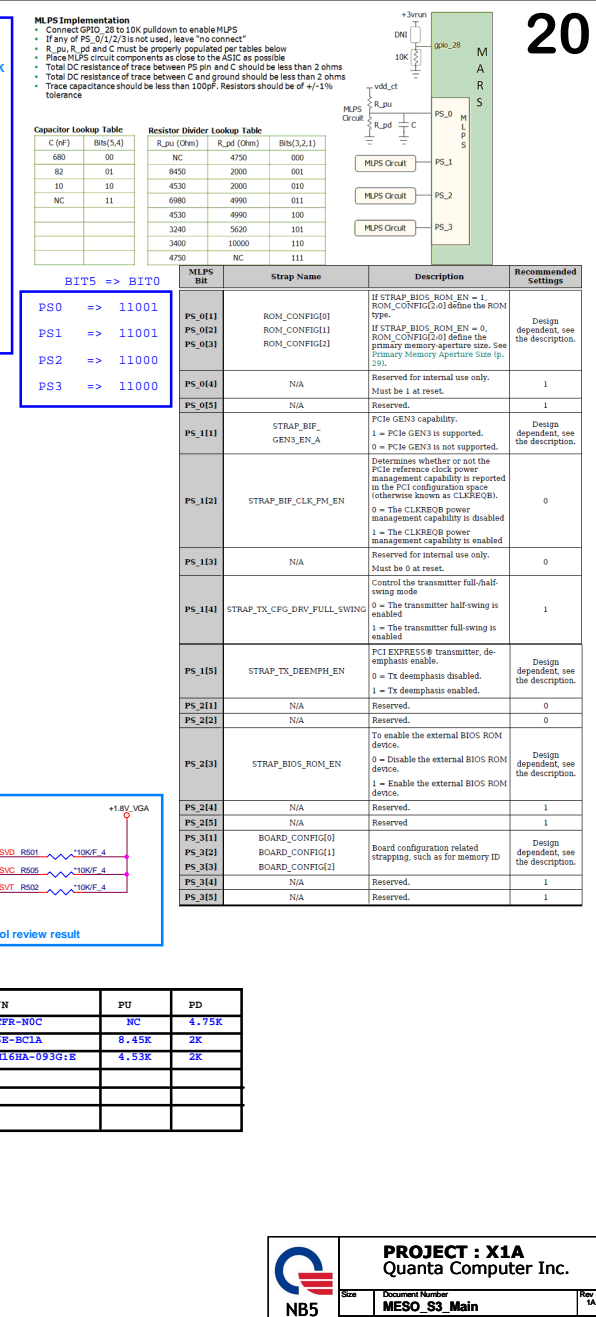 MLPS Implementation
• Connect GPIO_28 to 10K pulldown to enable MLPS
• If any of PS_0/1/2/3 is not used, leave "no connect"
• R_pu, R_pd and C must be properly populated per tables below
• Place MLPS circuit components as close to the ASIC as possible
• Total DC resistance of trace between PS pin and C should be less than 2 ohms
• Total DC resistance of trace between C and ground should be less than 2 ohms
• Trace capacitance should be less than 100pF. Resistors should be of +/-1%
tolerance
20
+3vrun
DNI
10K
gpio_28
MARS
vdd_ct
MLPS
Circuit
R_pu
R_pd
C
PS_0
MLPS
MLPS Circuit
PS_1
MLPS Circuit
PS_2
MLPS Circuit
PS_3
Capacitor Lookup Table
C (nF) Bits(5,4)
680 00
82 01
10 10
NC 11
Resistor Divider Lookup Table
R_pu (Ohm) R_pd (Ohm) Bits(3,2,1)
NC 4750 000
8450 2000 001
4530 2000 010
6980 4990 011
4530 4990 100
3240 5620 101
3400 10000 110
4750 NC 111
BIT5 => BIT0
PS0 => 11001
PS1 => 11001
PS2 => 11000
PS3 => 11000
MLPS
Bit
Strap Name
Description
Recommended
Settings
PS_0[1]
PS_0[2]
PS_0[3]
ROM_CONFIG[0]
ROM_CONFIG[1]
ROM_CONFIG[2]
If STRAP_BIOS_ROM_EN = 1,
ROM_CONFIG[2:0] define the ROM
type.
If STRAP_BIOS_ROM_EN = 0,
ROM_CONFIG[2:0] define the
primary memory-aperture size. See
Primary Memory Aperture Size (p.
29).
Design
dependent, see
the description.
PS_0[4] N/A
Reserved for internal use only.
Must be 1 at reset.
1
PS_0[5] N/A Reserved. 1
PS_1[1]
STRAP_BIF_
GEN3_EN_A
PCIe GEN3 capability.
1 = PCIe GEN3 is supported.
0 = PCIe GEN3 is not supported.
Design
dependent, see
the description.
PS_1[2]
STRAP_BIF_CLK_PM_EN
Determines whether or not the
PCIe reference clock power
management capability is reported
in the PCI configuration space
(otherwise known as CLKREQB).
0 = The CLKREQB power
management capability is disabled
1 = The CLKREQB power
management capability is enabled
0
PS_1[3] N/A
Reserved for internal use only.
Must be 0 at reset.
0
PS_1[4]
STRAP_TX_CFG_DRV_FULL_SWING
Control the transmitter full-/half-
swing mode
0 = The transmitter half-swing is
enabled
1 = The transmitter full-swing is
enabled
1
PS_1[5]
STRAP_TX_DEEMPH_EN
PCI EXPRESS® transmitter, de-
emphasis enable.
0 = Tx deemphasis disabled.
1 = Tx deemphasis enabled.
Design
dependent, see
the description.
PS_2[1] N/A Reserved. 0
PS_2[2] N/A Reserved. 0
PS_2[3]
STRAP_BIOS_ROM_EN
To enable the external BIOS ROM
device.
0 = Disable the external BIOS ROM
device.
1 = Enable the external BIOS ROM
device.
Design
dependent, see
the description.
PS_2[4] N/A Reserved. 1
PS_2[5] N/A Reserved 1
PS_3[1]
PS_3[2]
PS_3[3]
BOARD_CONFIG[0]
BOARD_CONFIG[1]
BOARD_CONFIG[2]
Board configuration related
strapping, such as for memory ID
Design
dependent, see
the description.
PS_3[4] N/A Reserved. 1
PS_3[5] N/A Reserved. 1
+1.8V_VGA
SVD R501 *10K/F_4
SVC R505 *10K/F_4
SVT R502 *10K/F_4
ol review result
N PU PD
FR-N0C NC 4.75K
E-BC1A 8.45K 2K
16HA-093G:E 4.53K 2K
NB5
PROJECT : X1A
Quanta Computer Inc.
Size
Document Number
MESO_S3_Main
Rev
1A